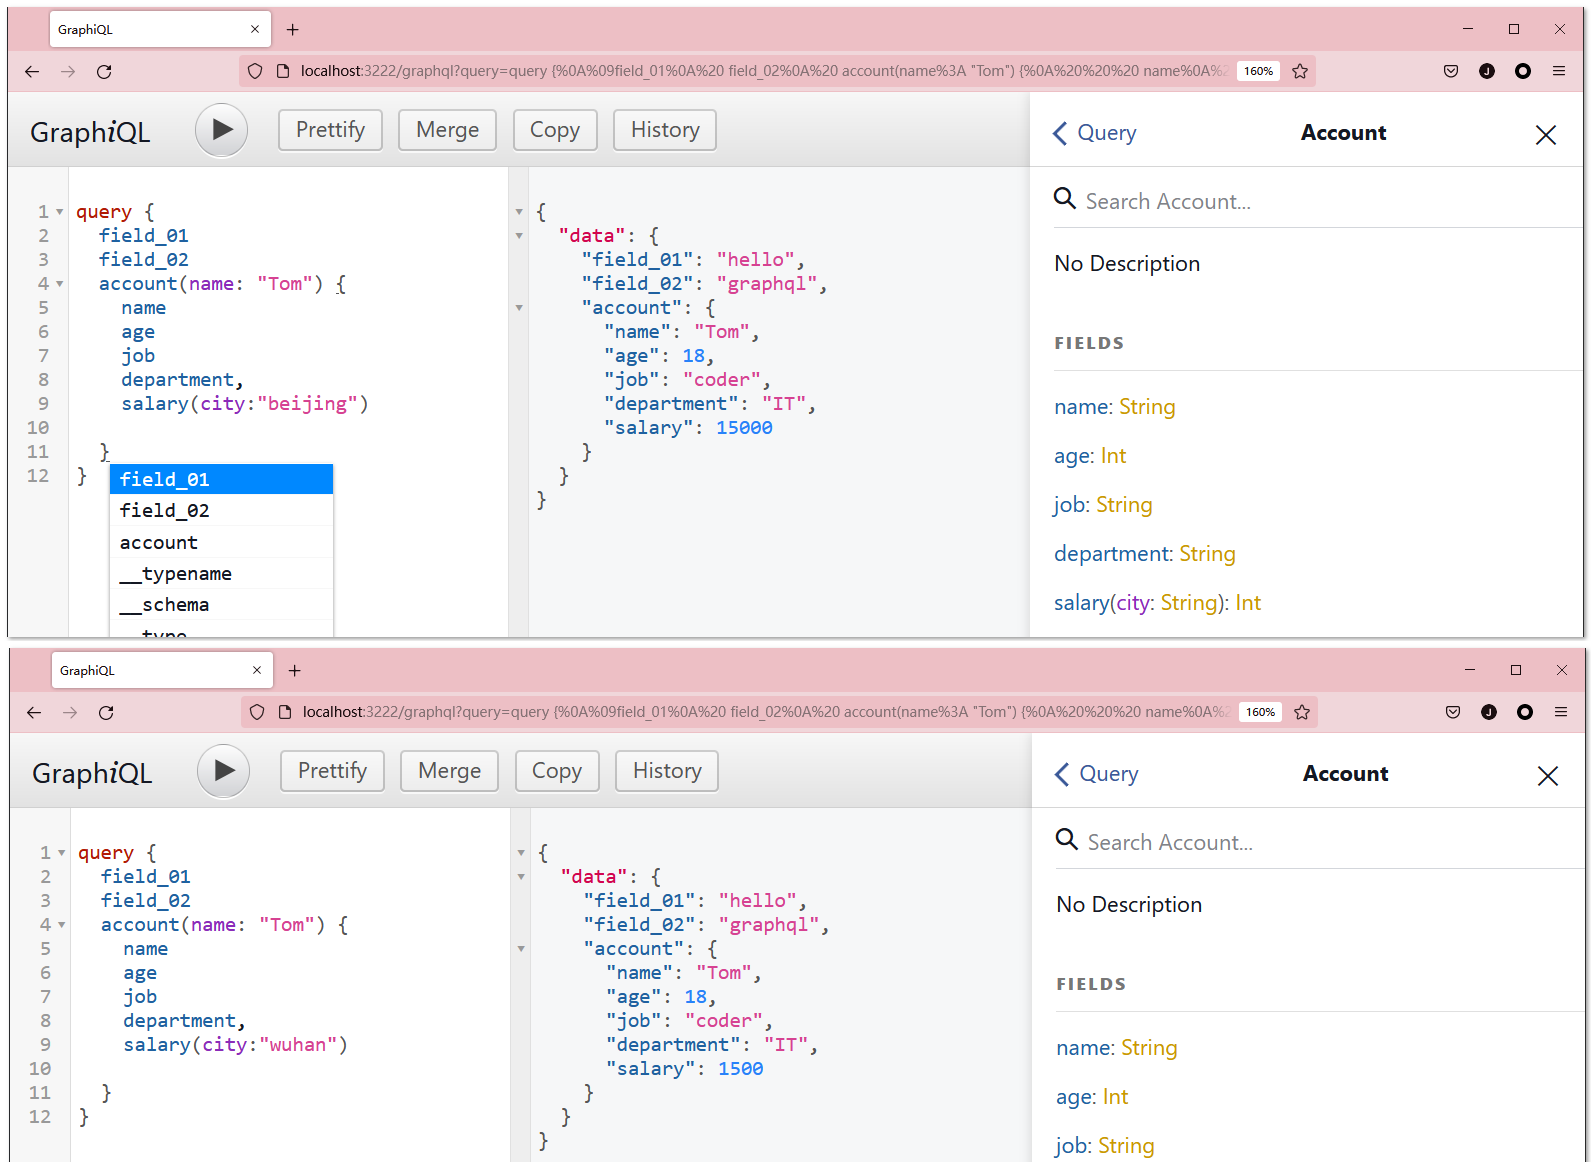 GraphiQL
localhost:3222/graphql?query=query {%0A%09field_01%0A%20 field_02%0A%20 account(name%3A "Tom") {%0A%20%20%20 name%0A%2 160%
J
GraphiQL Prettify Merge Copy History
1 query {
2 field_01
3 field_02
4 account(name: "Tom") {
5 name
6 age
7 job
8 department,
9 salary(city:"beijing")
10
11 }
12 }
field_01
field_02
account
__typename
__schema
__type
{
"data": {
"field_01": "hello",
"field_02": "graphql",
"account": {
"name": "Tom",
"age": 18,
"job": "coder",
"department": "IT",
"salary": 15000
}
}
}
Query Account
Search Account...
No Description
FIELDS
name: String
age: Int
job: String
department: String
salary(city: String): Int
GraphiQL
localhost:3222/graphql?query=query {%0A%09field_01%0A%20 field_02%0A%20 account(name%3A "Tom") {%0A%20%20%20 name%0A%2 160%
J
GraphiQL Prettify Merge Copy History
1 query {
2 field_01
3 field_02
4 account(name: "Tom") {
5 name
6 age
7 job
8 department,
9 salary(city:"wuhan")
10
11 }
12 }
{
"data": {
"field_01": "hello",
"field_02": "graphql",
"account": {
"name": "Tom",
"age": 18,
"job": "coder",
"department": "IT",
"salary": 1500
}
}
}
Query Account
Search Account...
No Description
FIELDS
name: String
age: Int
job: String